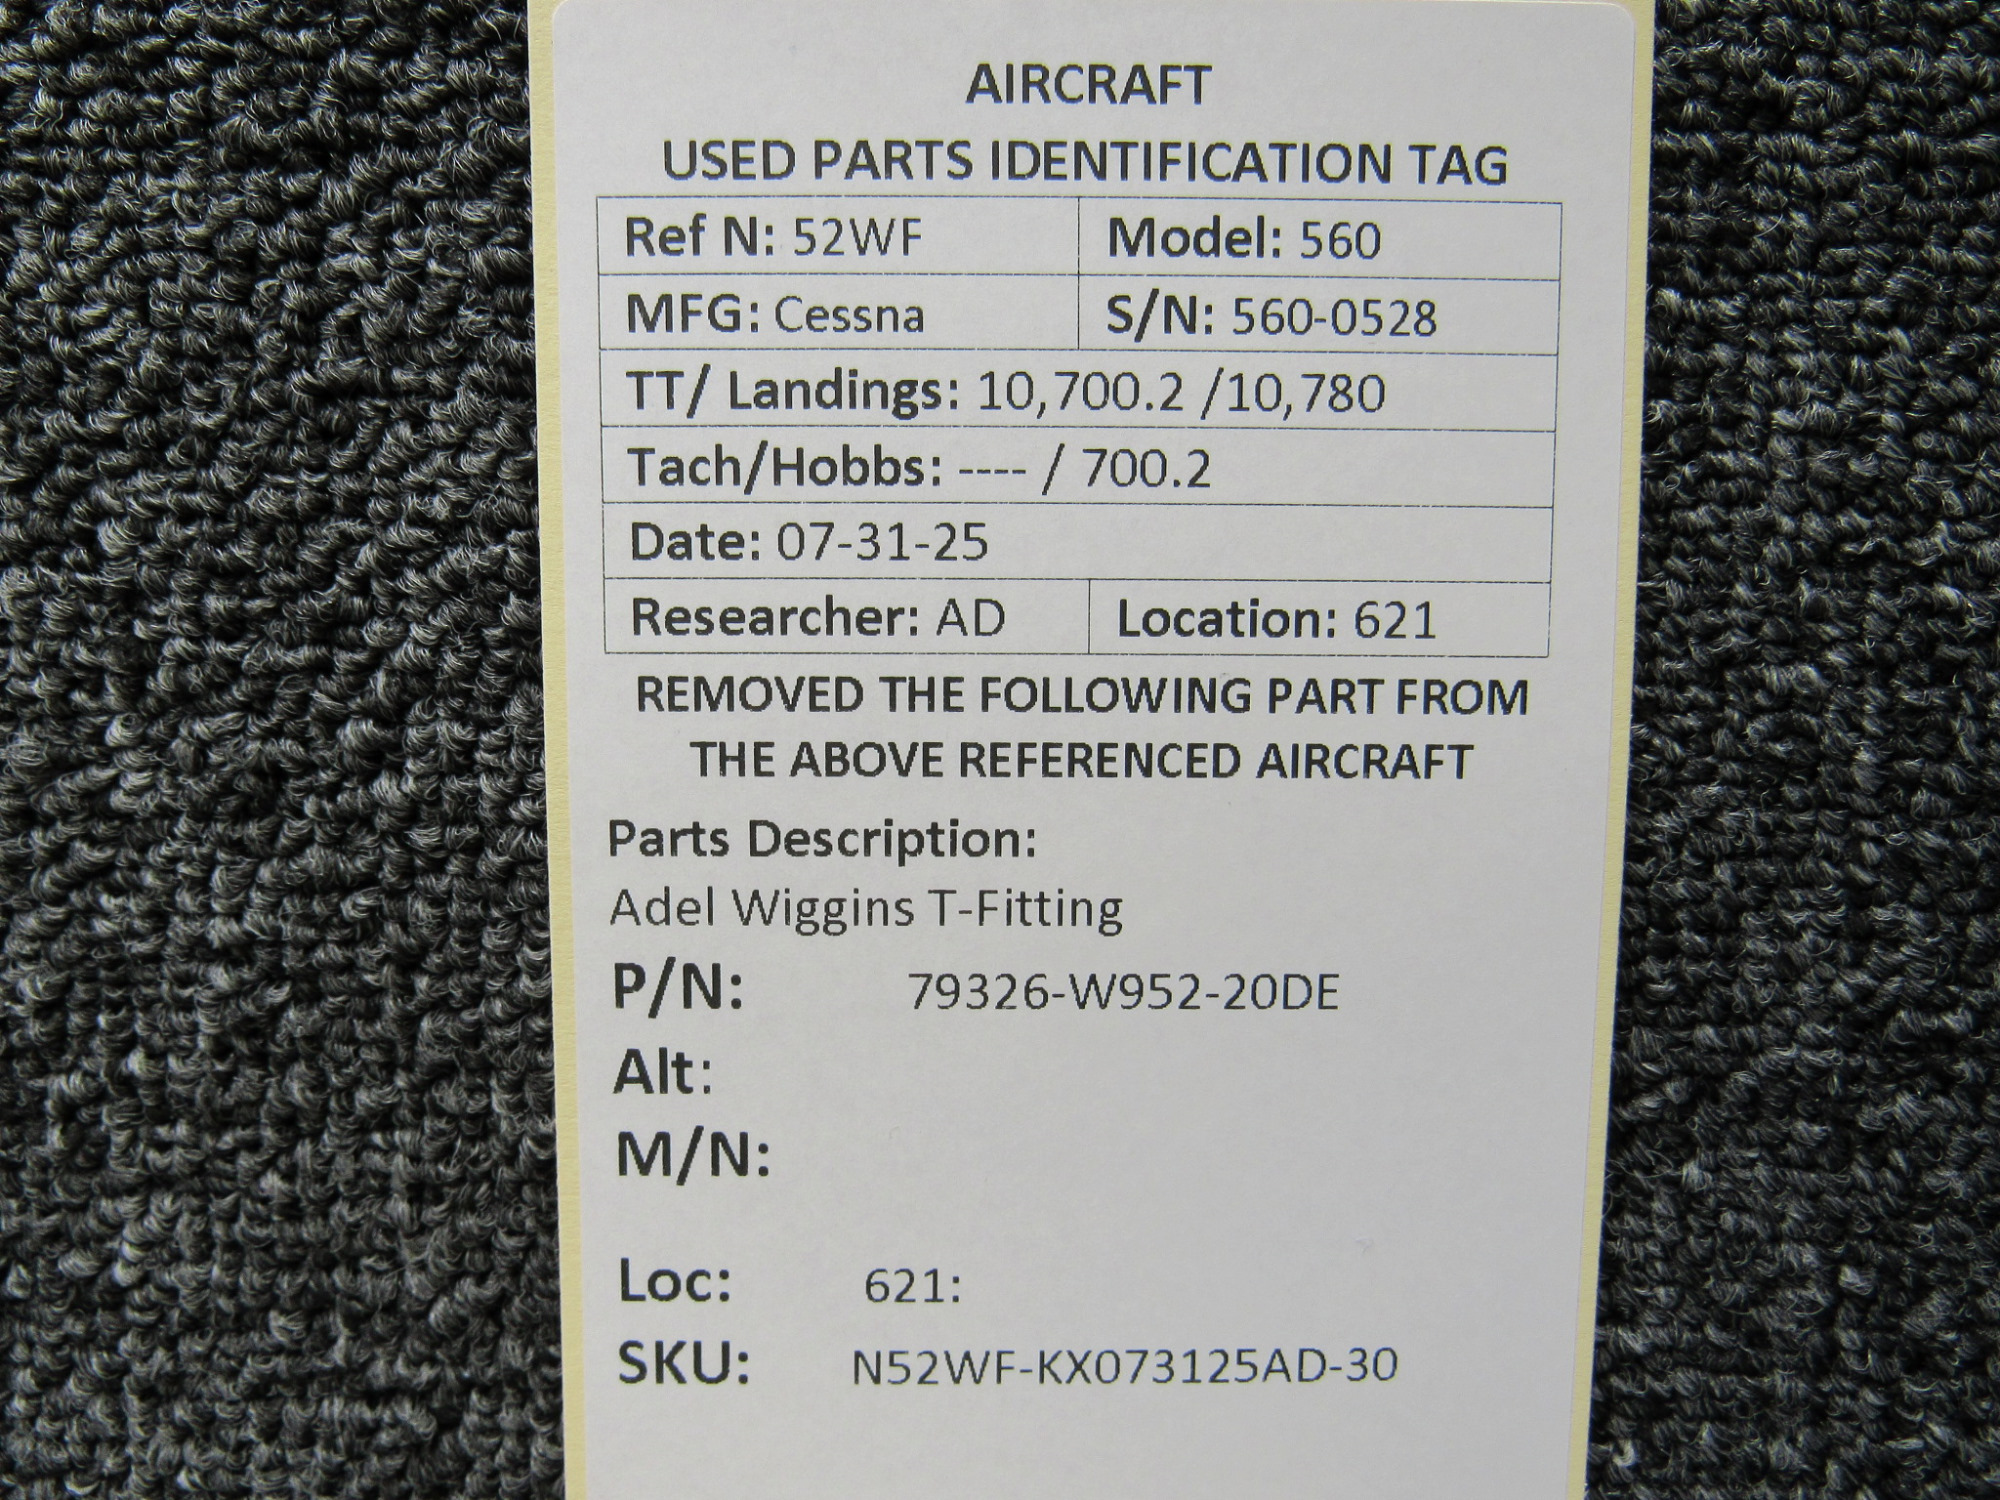 AIRCRAFT
USED PARTS IDENTIFICATION TAG
Ref N: 52WF Model: 560
MFG: Cessna S/N: 560-0528
TT/ Landings: 10,700.2 /10,780
Tach/Hobbs: ---- / 700.2
Date: 07-31-25
Researcher: AD Location: 621
REMOVED THE FOLLOWING PART FROM
THE ABOVE REFERENCED AIRCRAFT
Parts Description:
Adel Wiggins T-Fitting
P/N: 79326-W952-20DE
Alt:
M/N:
Loc: 621:
SKU: N52WF-KX073125AD-30